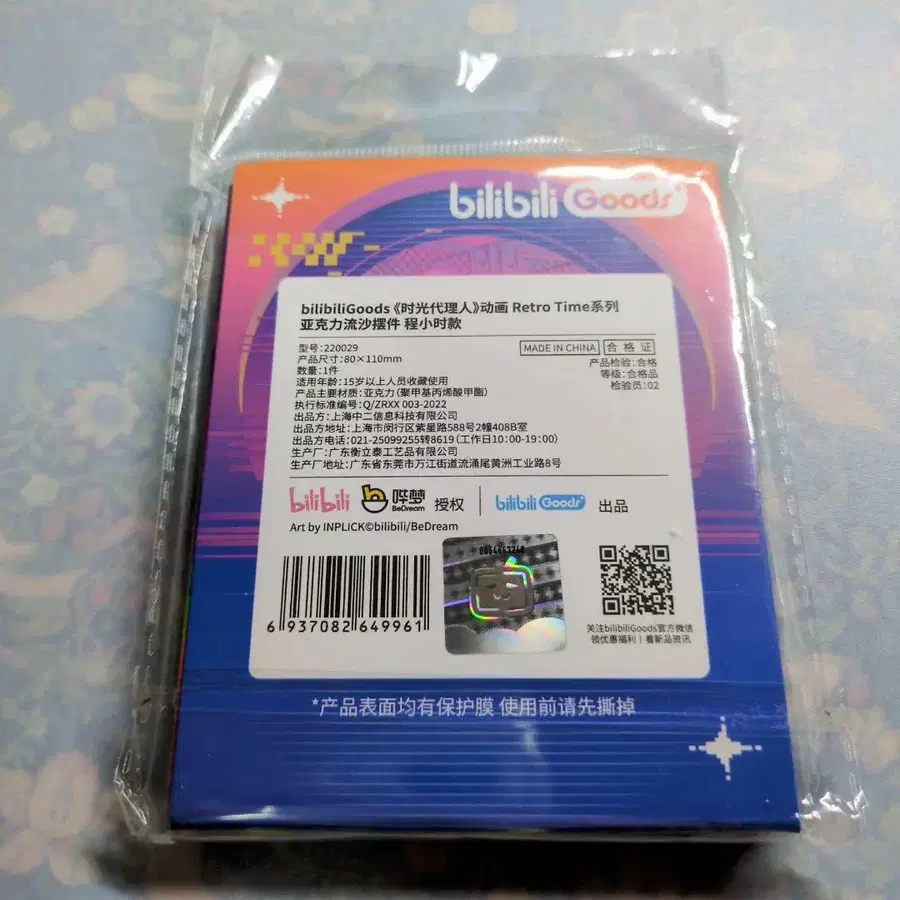 bilibili Goods
bilibiliGoods《时光代理人》动画 Retro Time系列
亚克力流沙摆件 程小时款
型号:220029
产品尺寸:80×110mm
数量:1件
适用年龄:15岁以上人员收藏使用
产品主要材质:亚克力(聚甲基丙烯酸甲酯)
执行标准编号:Q/ZRXX 003-2022
出品方:上海中二信息科技有限公司
出品方地址:上海市闵行区紫星路588号2幢408B室
出品方电话:021-25099255转8619(工作日10:00-19:00)
生产厂:广东衡立泰工艺品有限公司
生产厂地址:广东省东莞市万江街道流涌尾黄洲工业路8号
MADE IN CHINA 合格证
产品检验:合格
等级:合格品
检验员:02
bilibili 哔梦 BeDream 授权 | bilibili Goods 出品
Art by INPLICK©bilibili/BeDream
6 937082 649961
关注bilibiliGoods官方微信
领优惠福利 | 看新品资讯
*产品表面均有保护膜 使用前请先撕掉